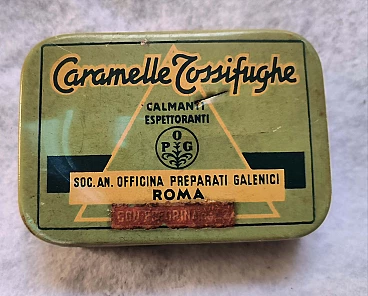 Caramelle Tossifughe
CALMANTI
ESPETTORANTI
O
P G
SOC. AN. OFFICINA PREPARATI GALENICI
ROMA